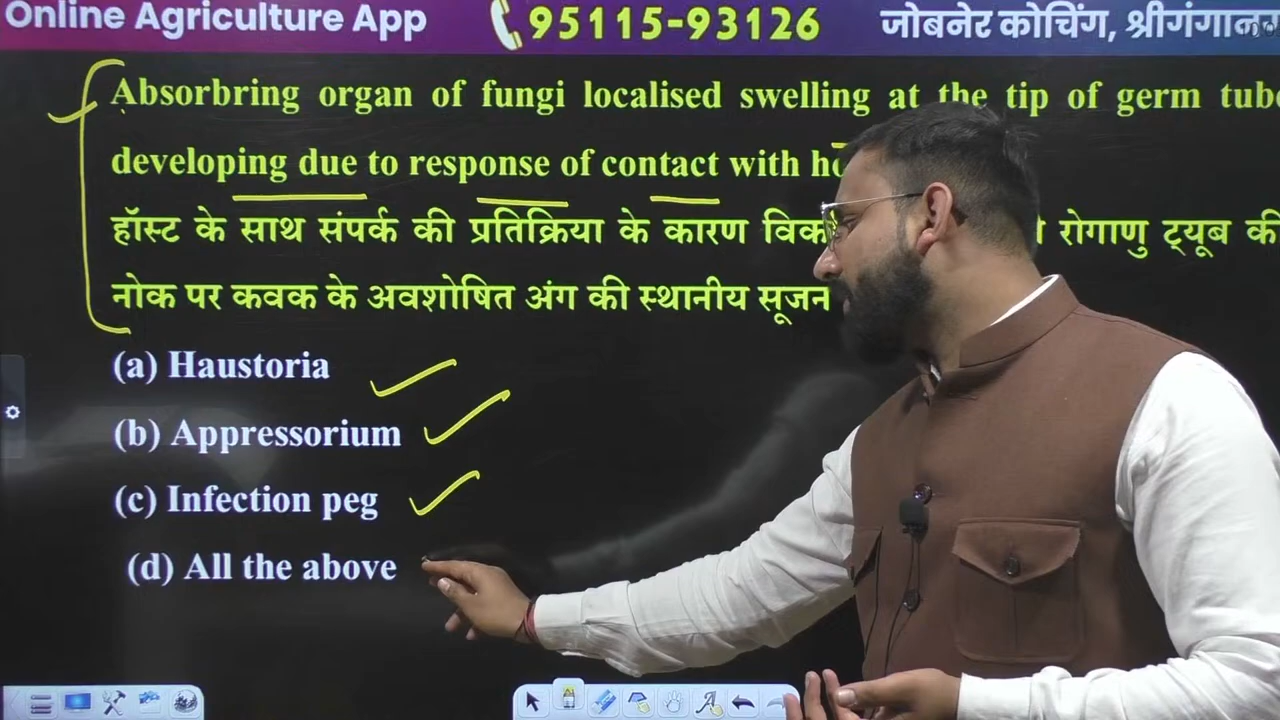 Online Agriculture App 95115-93126 जोबनेर कोचिंग,
Absorbring organ of fungi localised swelling at the tip of germ
developing due to response of contact with
हॉस्ट के साथ संपर्क की प्रतिक्रिया के कारण रोगाणु ट्यूब की
नोक पर कवक के अवशोषित अंग की स्थानीय सूजन
(a) Haustoria
(b) Appressorium
(c) Infection peg
(d) All the above